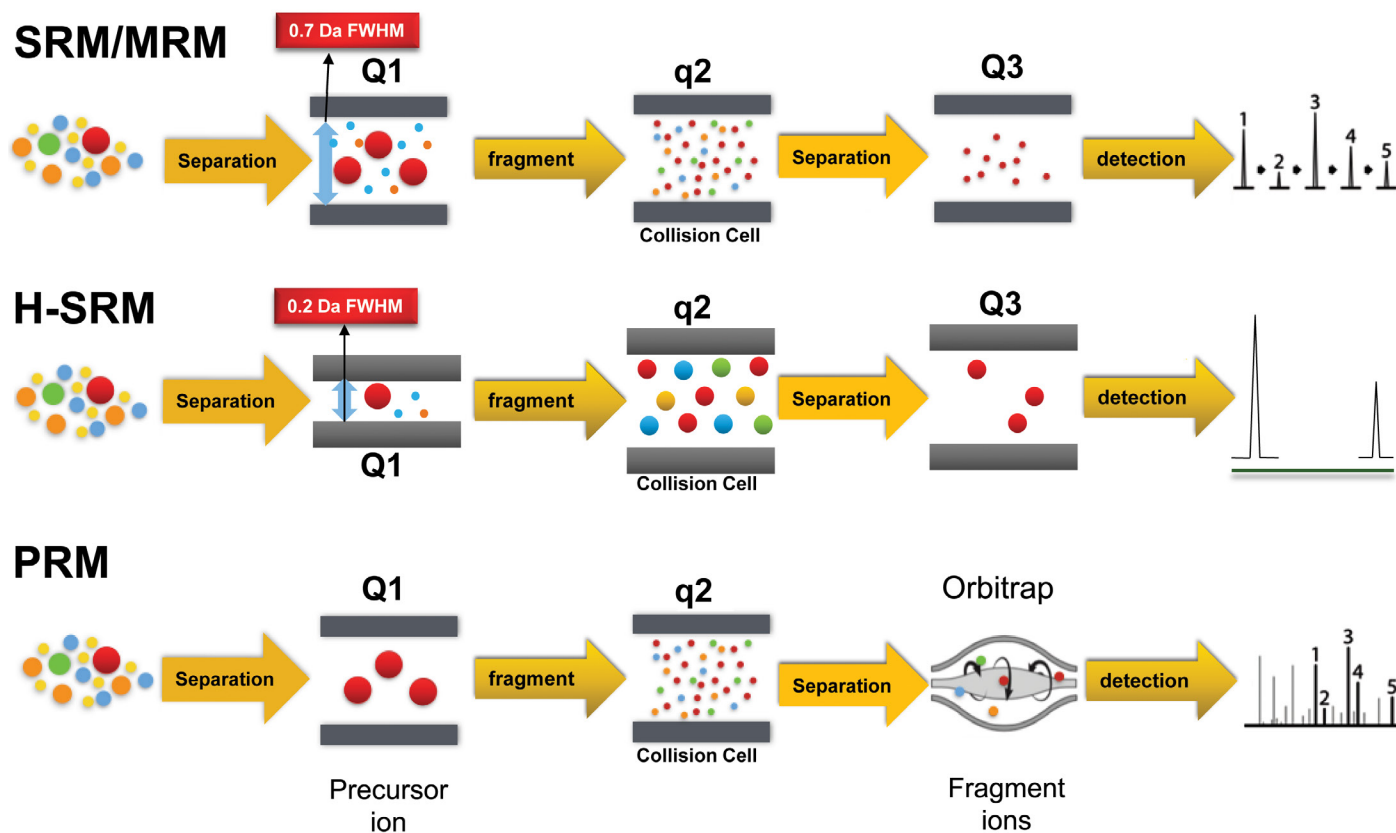 SRM/MRM
0.7 Da FWHM
Q1
q2
Q3
Separation
fragment
Separation
detection
1
2
3
4
5
Collision Cell
H-SRM
0.2 Da FWHM
q2
Q3
Separation
fragment
Separation
detection
Q1
Collision Cell
PRM
Q1
q2
Orbitrap
Separation
fragment
Separation
detection
1
2
3
4
5
Collision Cell
Precursor
ion
Fragment
ions